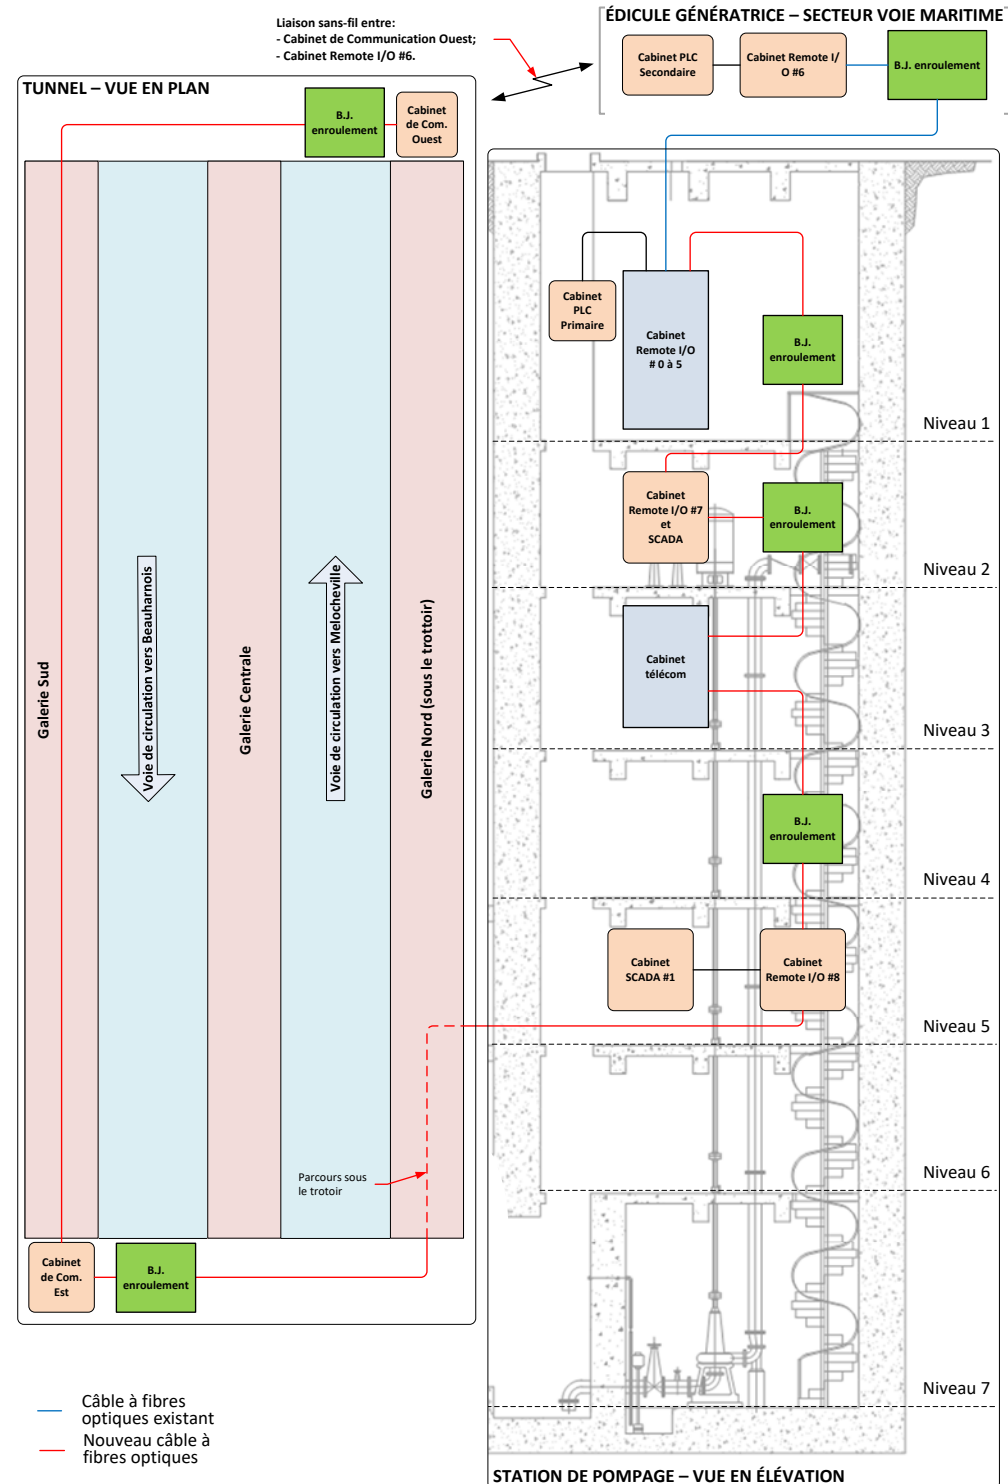 Liaison sans-fil entre:
- Cabinet de Communication Ouest;
- Cabinet Remote I/O #6.
ÉDICULE GÉNÉRATRICE – SECTEUR VOIE MARITIME
Cabinet PLC
Secondaire
Cabinet Remote I/
O #6
B.J. enroulement
TUNNEL – VUE EN PLAN
B.J.
enroulement
Cabinet
de Com.
Ouest
Galerie Sud
Voie de circulation vers Beauharnois
Galerie Centrale
Voie de circulation vers Melocheville
Galerie Nord (sous le trottoir)
Parcours sous
le trotoir
Cabinet
de Com.
Est
B.J.
enroulement
Cabinet
PLC
Primaire
Cabinet
Remote I/O
# 0 à 5
B.J.
enroulement
Niveau 1
Cabinet
Remote I/O #7
et
SCADA
B.J.
enroulement
Niveau 2
Cabinet
télécom
Niveau 3
B.J.
enroulement
Niveau 4
Cabinet
SCADA #1
Cabinet
Remote I/O #8
Niveau 5
Niveau 6
Niveau 7
Câble à fibres
optiques existant
Nouveau câble à
fibres optiques
STATION DE POMPAGE – VUE EN ÉLÉVATION